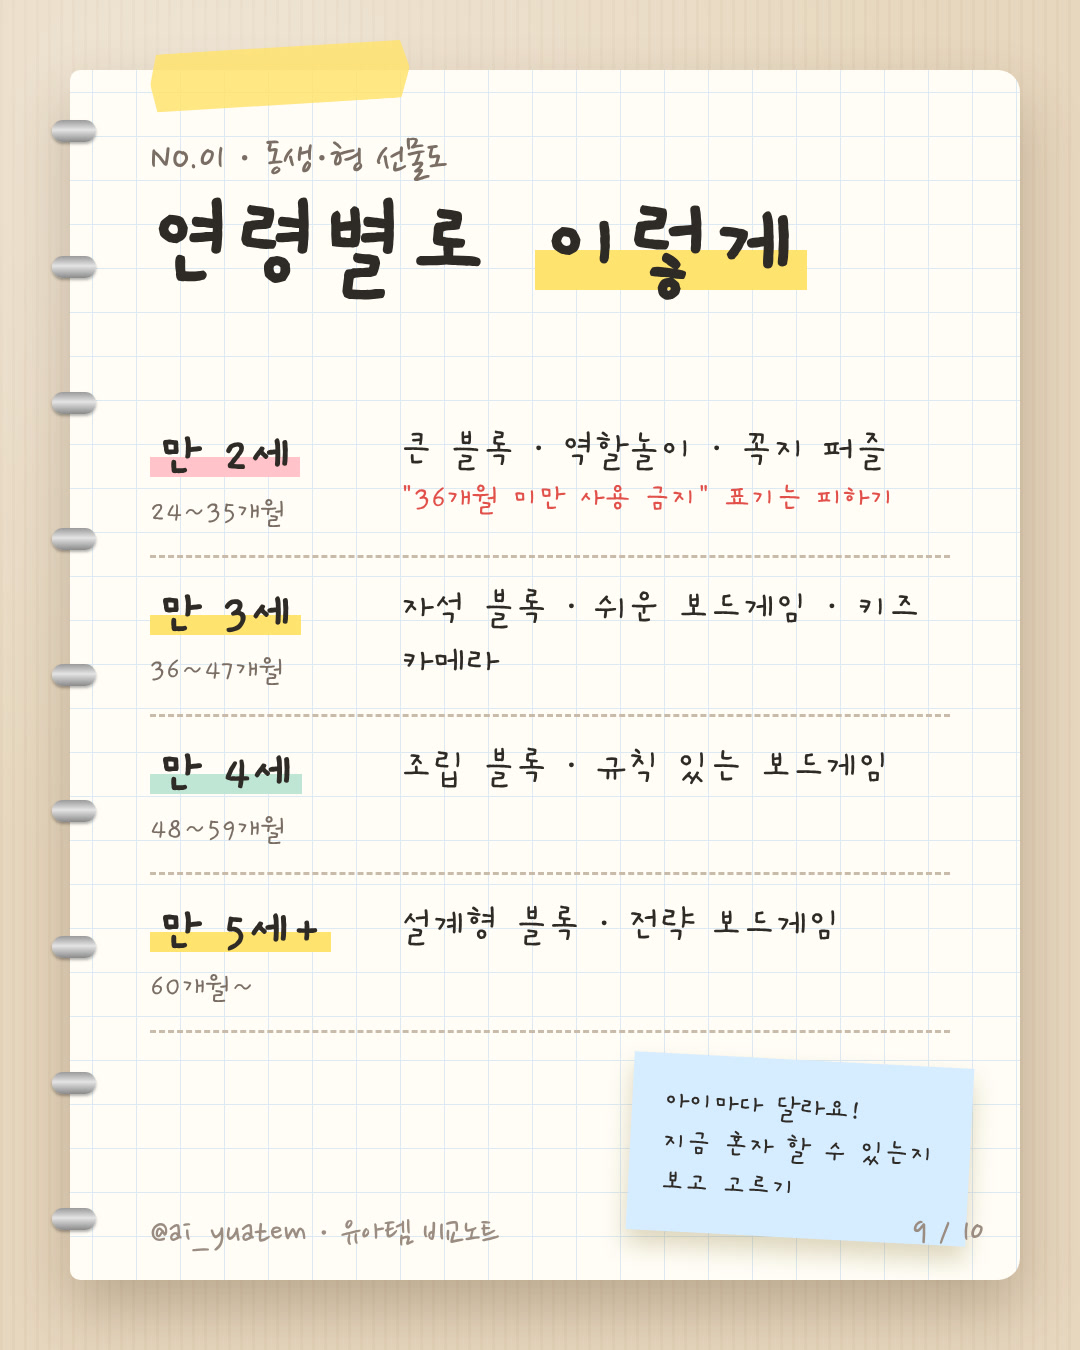 NO.01 · 동생·형 선물도
연령별로 이렇게
만 2세
큰 블록 · 역할놀이 · 꼭지 퍼즐
24~35개월
"36개월 미만 사용 금지" 표기는 피하기
만 3세
자석 블록 · 쉬운 보드게임 · 키즈
카메라
36~47개월
만 4세
조립 블록 · 규칙 있는 보드게임
48~59개월
만 5세+
설계형 블록 · 전략 보드게임
60개월~
아이마다 달라요!
지금 혼자 할 수 있는지
보고 고르기
@ai_yuatem · 유아템 비교노트
9 / 10